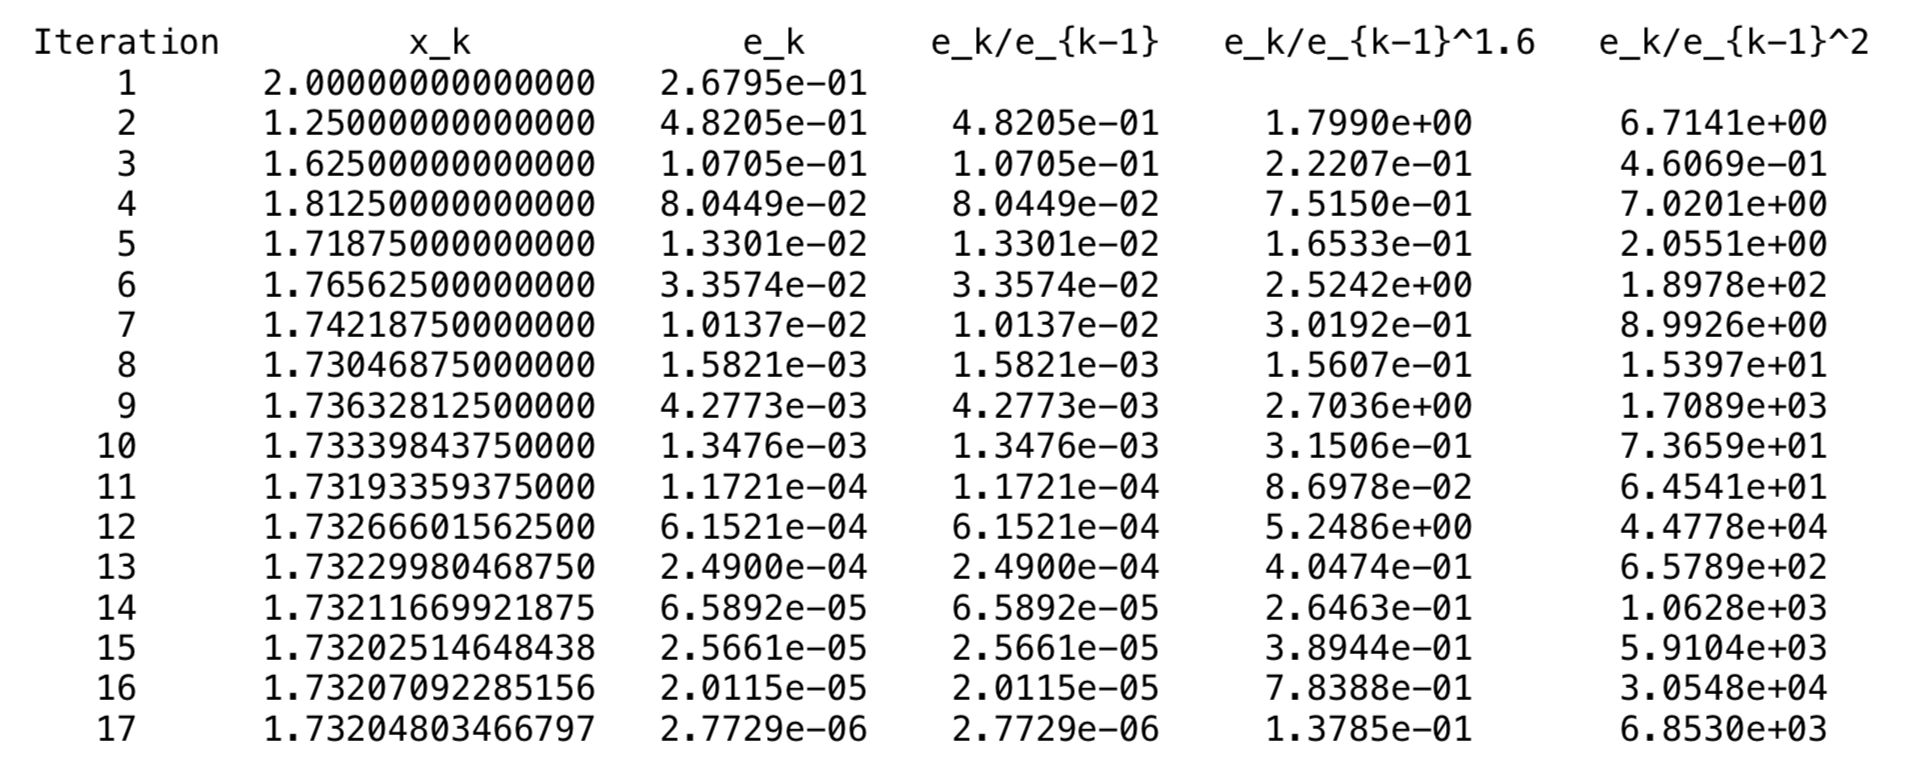 Iteration x_k e_k e_k/e_{k-1} e_k/e_{k-1}^1.6 e_k/e_{k-1}^2
1 2.00000000000000 2.6795e-01
2 1.25000000000000 4.8205e-01 4.8205e-01 1.7990e+00 6.7141e+00
3 1.62500000000000 1.0705e-01 1.0705e-01 2.2207e-01 4.6069e-01
4 1.81250000000000 8.0449e-02 8.0449e-02 7.5150e-01 7.0201e+00
5 1.71875000000000 1.3301e-02 1.3301e-02 1.6533e-01 2.0551e+00
6 1.76562500000000 3.3574e-02 3.3574e-02 2.5242e+00 1.8978e+02
7 1.74218750000000 1.0137e-02 1.0137e-02 3.0192e-01 8.9926e+00
8 1.73046875000000 1.5821e-03 1.5821e-03 1.5607e-01 1.5397e+01
9 1.73632812500000 4.2773e-03 4.2773e-03 2.7036e+00 1.7089e+03
10 1.73339843750000 1.3476e-03 1.3476e-03 3.1506e-01 7.3659e+01
11 1.73193359375000 1.1721e-04 1.1721e-04 8.6978e-02 6.4541e+01
12 1.73266601562500 6.1521e-04 6.1521e-04 5.2486e+00 4.4778e+04
13 1.73229980468750 2.4900e-04 2.4900e-04 4.0474e-01 6.5789e+02
14 1.73211669921875 6.5892e-05 6.5892e-05 2.6463e-01 1.0628e+03
15 1.73202514648438 2.5661e-05 2.5661e-05 3.8944e-01 5.9104e+03
16 1.73207092285156 2.0115e-05 2.0115e-05 7.8388e-01 3.0548e+04
17 1.73204803466797 2.7729e-06 2.7729e-06 1.3785e-01 6.8530e+03